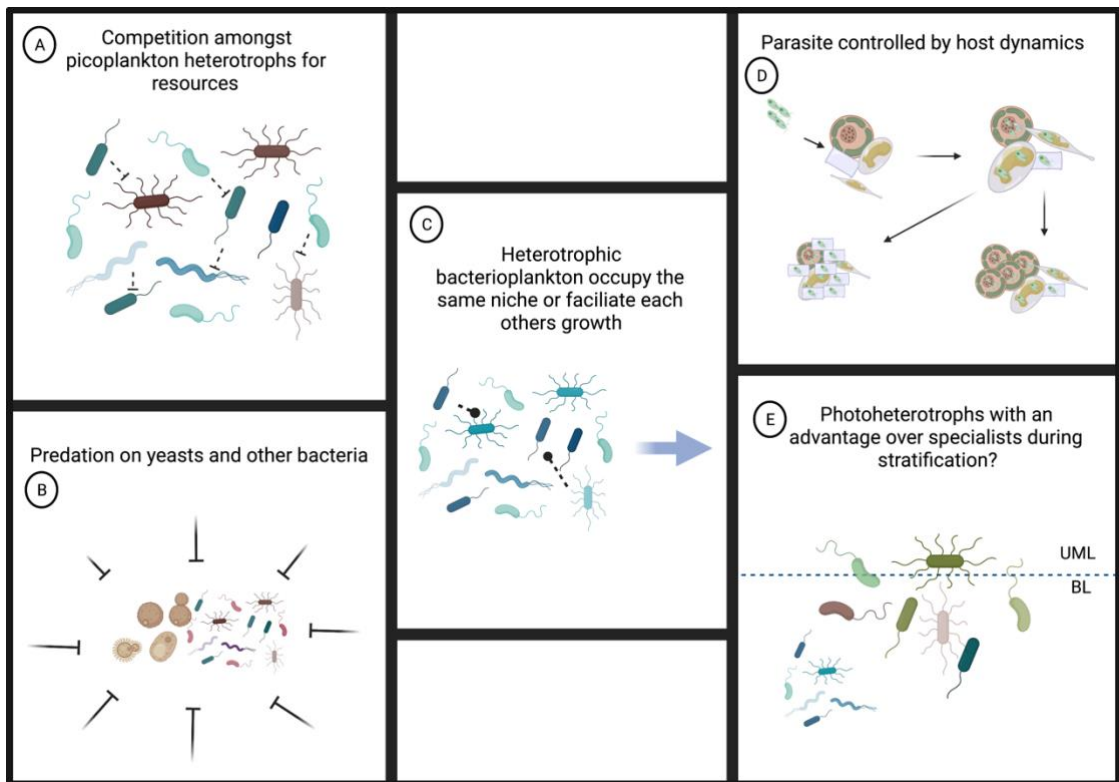 A
Competition amongst
picoplankton heterotrophs for
resources
Predation on yeasts and other bacteria
B
C
Heterotrophic
bacterioplankton occupy the
same niche or faciliate each
others growth
Parasite controlled by host dynamics
D
E
Photoheterotrophs with an
advantage over specialists during
stratification?
UML
BL